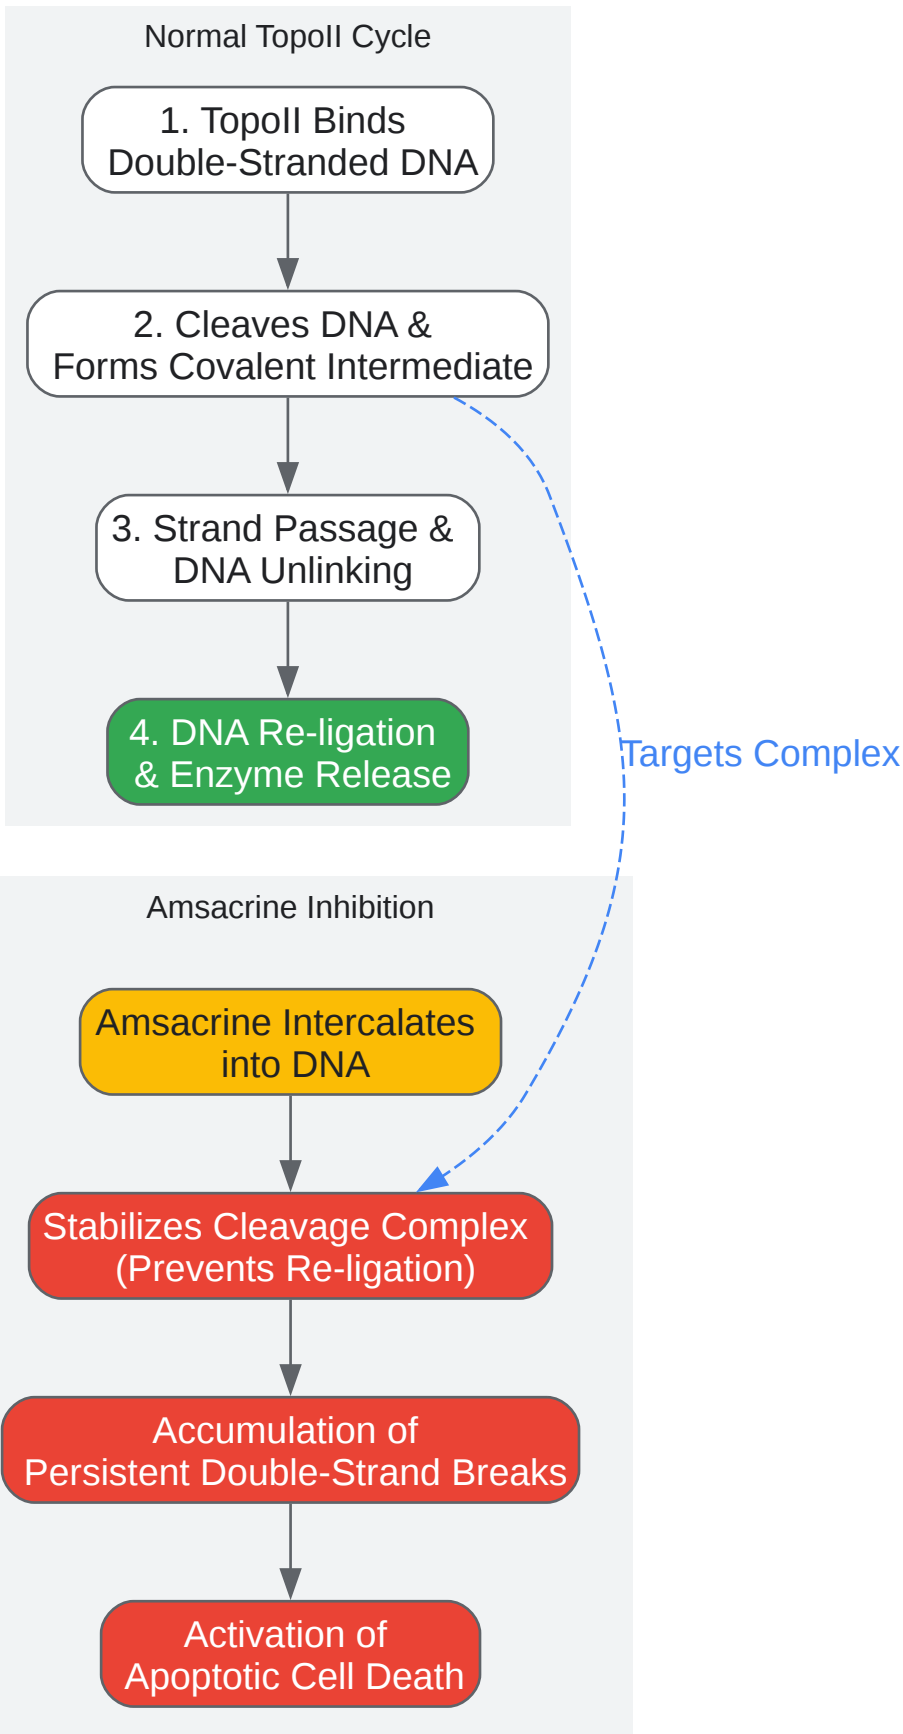 Normal TopoII Cycle
1. TopoII Binds
Double-Stranded DNA
2. Cleaves DNA &
Forms Covalent Intermediate
3. Strand Passage &
DNA Unlinking
4. DNA Re-ligation
& Enzyme Release
Targets Complex
Amsacrine Inhibition
Amsacrine Intercalates
into DNA
Stabilizes Cleavage Complex
(Prevents Re-ligation)
Accumulation of
Persistent Double-Strand Breaks
Activation of
Apoptotic Cell Death